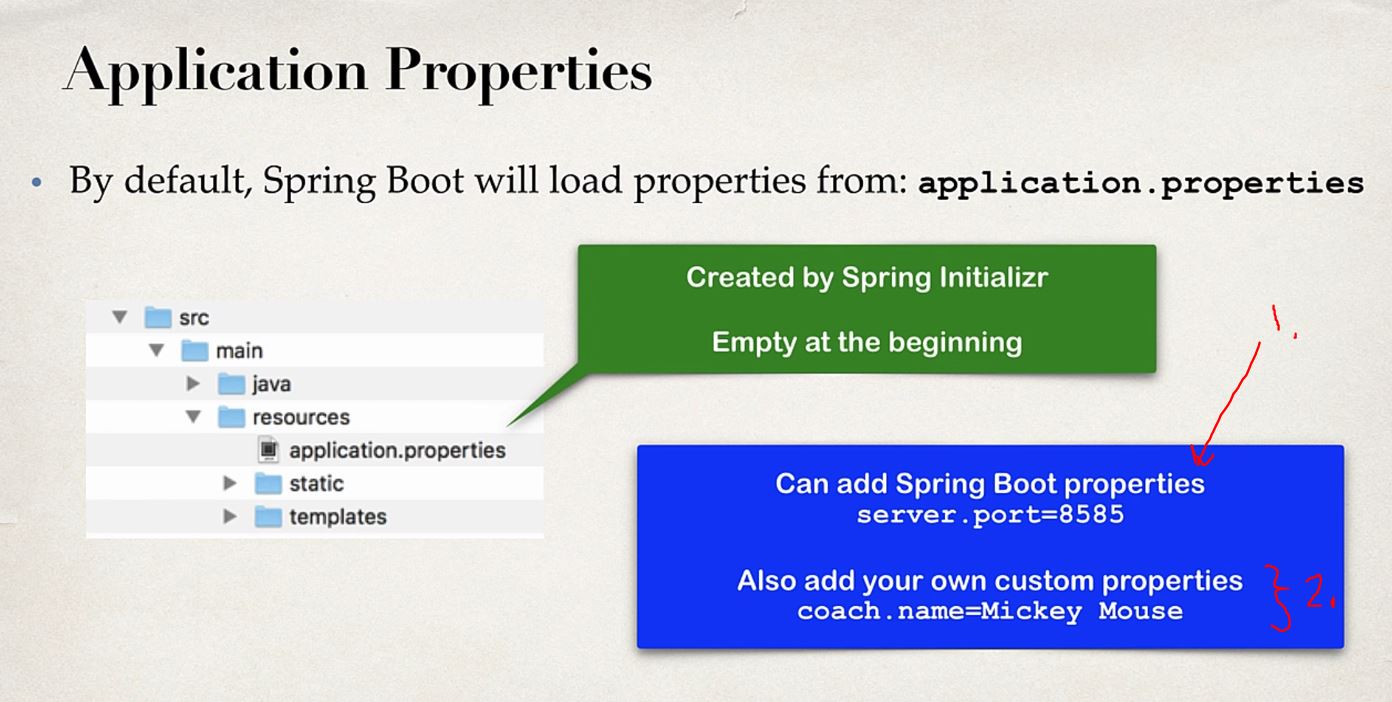 Application Properties
• By default, Spring Boot will load properties from: application.properties
Created by Spring Initializr
Empty at the beginning
src
main
java
resources
application.properties
static
templates
1.
Can add Spring Boot properties
server.port=8585
Also add your own custom properties
coach.name=Mickey Mouse
2.